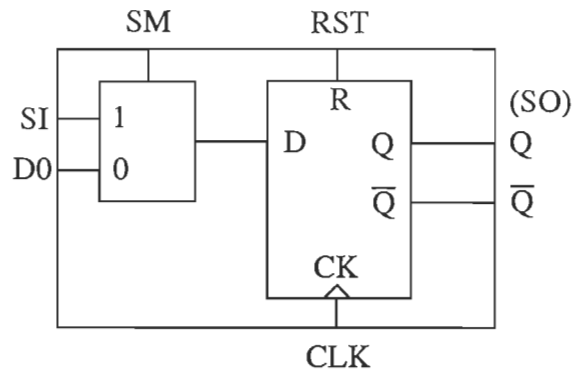 SM RST
R (SO)
SI 1
D Q Q
D0 0
Q̅ Q̅
CK
CLK